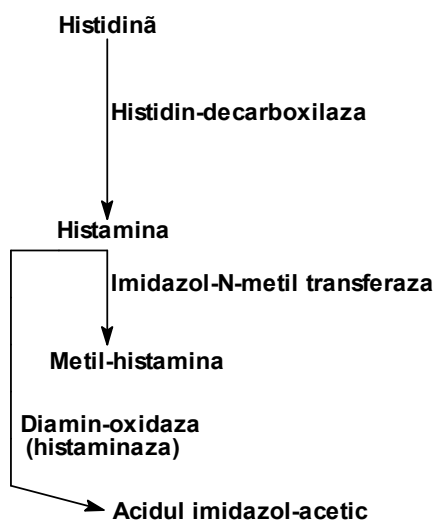 Histidinã
Histidin-decarboxilaza
Histamina
Imidazol-N-metil transferaza
Metil-histamina
Diamin-oxidaza
(histaminaza)
Acidul imidazol-acetic